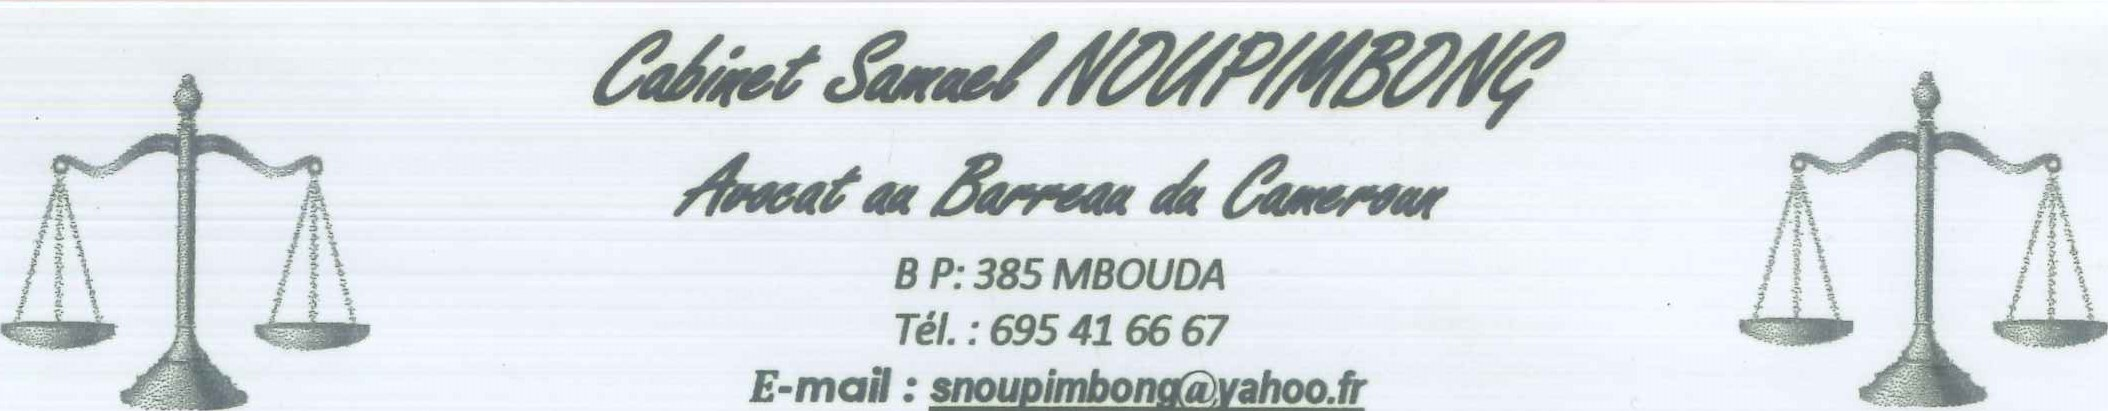 Cabinet Samuel NOUPIMBONG
Avocat au Barreau du Cameroun
B P: 385 MBOUDA
Tél. : 695 41 66 67
E-mail : snoupimbong@yahoo.fr